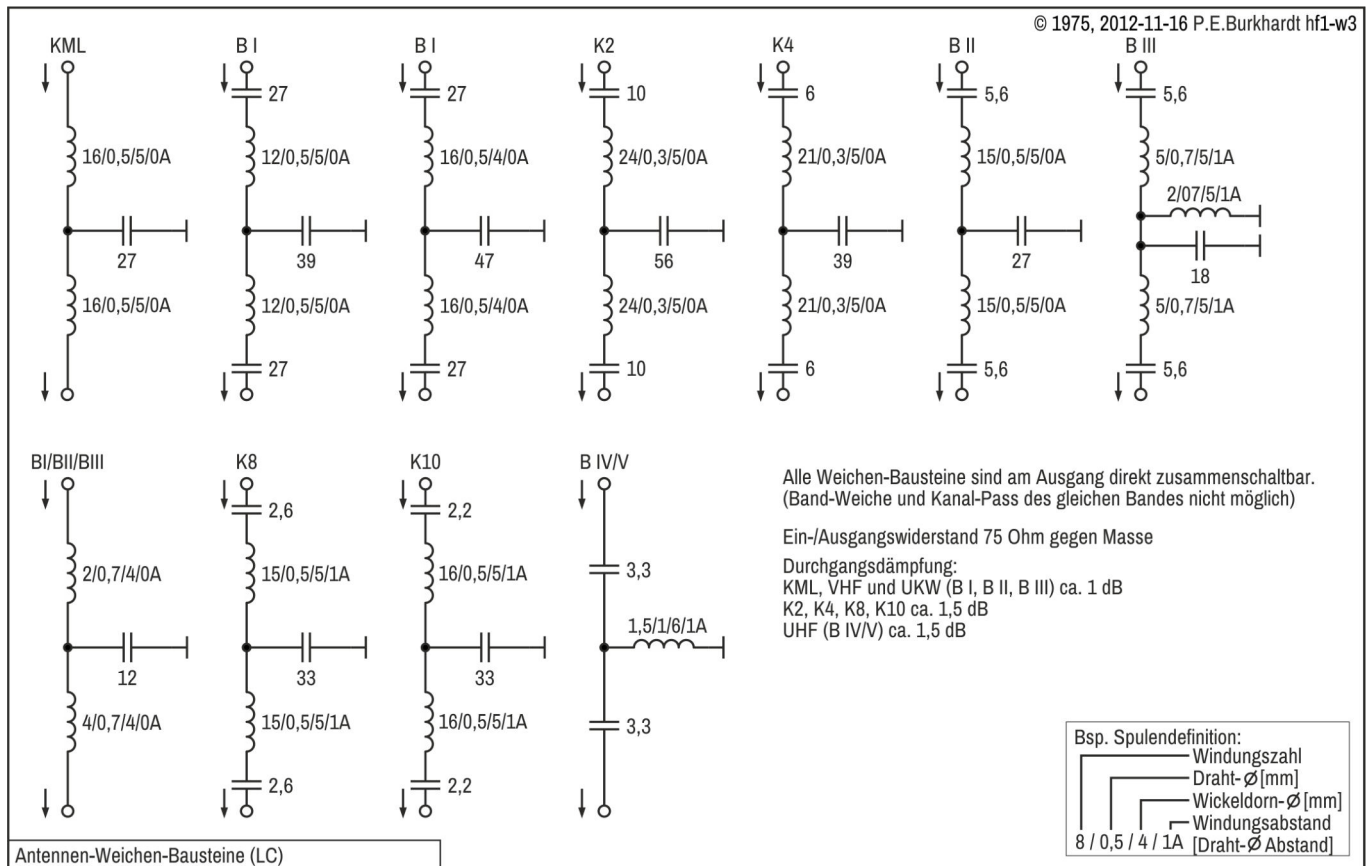 © 1975, 2012-11-16 P.E.Burkhardt hf1-w3
KML
16/0,5/5/0A
27
16/0,5/5/0A
B I
27
12/0,5/5/0A
39
12/0,5/5/0A
27
B I
27
16/0,5/4/0A
47
16/0,5/4/0A
27
K2
10
24/0,3/5/0A
56
24/0,3/5/0A
10
K4
6
21/0,3/5/0A
39
21/0,3/5/0A
6
B II
5,6
15/0,5/5/0A
27
15/0,5/5/0A
5,6
B III
5,6
5/0,7/5/1A
2/07/5/1A
18
5/0,7/5/1A
5,6
BI/BII/BIII
2/0,7/4/0A
12
4/0,7/4/0A
K8
2,6
15/0,5/5/1A
33
15/0,5/5/1A
2,6
K10
2,2
16/0,5/5/1A
33
16/0,5/5/1A
2,2
B IV/V
3,3
1,5/1/6/1A
3,3
Alle Weichen-Bausteine sind am Ausgang direkt zusammenschaltbar.
(Band-Weiche und Kanal-Pass des gleichen Bandes nicht möglich)
Ein-/Ausgangswiderstand 75 Ohm gegen Masse
Durchgangsdämpfung:
KML, VHF und UKW (B I, B II, B III) ca. 1 dB
K2, K4, K8, K10 ca. 1,5 dB
UHF (B IV/V) ca. 1,5 dB
Bsp. Spulendefinition:
Windungszahl
Draht-Ø [mm]
Wickeldorn-Ø [mm]
Windungsabstand
8 / 0,5 / 4 / 1A [Draht-Ø Abstand]
Antennen-Weichen-Bausteine (LC)